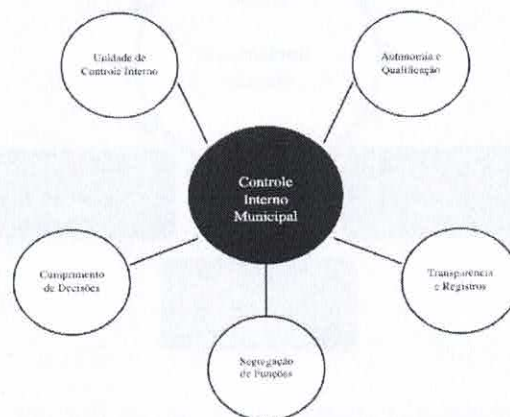 Unidade de
Controle Interno
Autonomia e
Qualificação
Controle
Interno
Municipal
Cumprimento
de Decisões
Transparência
e Registros
Segregação
de Funções